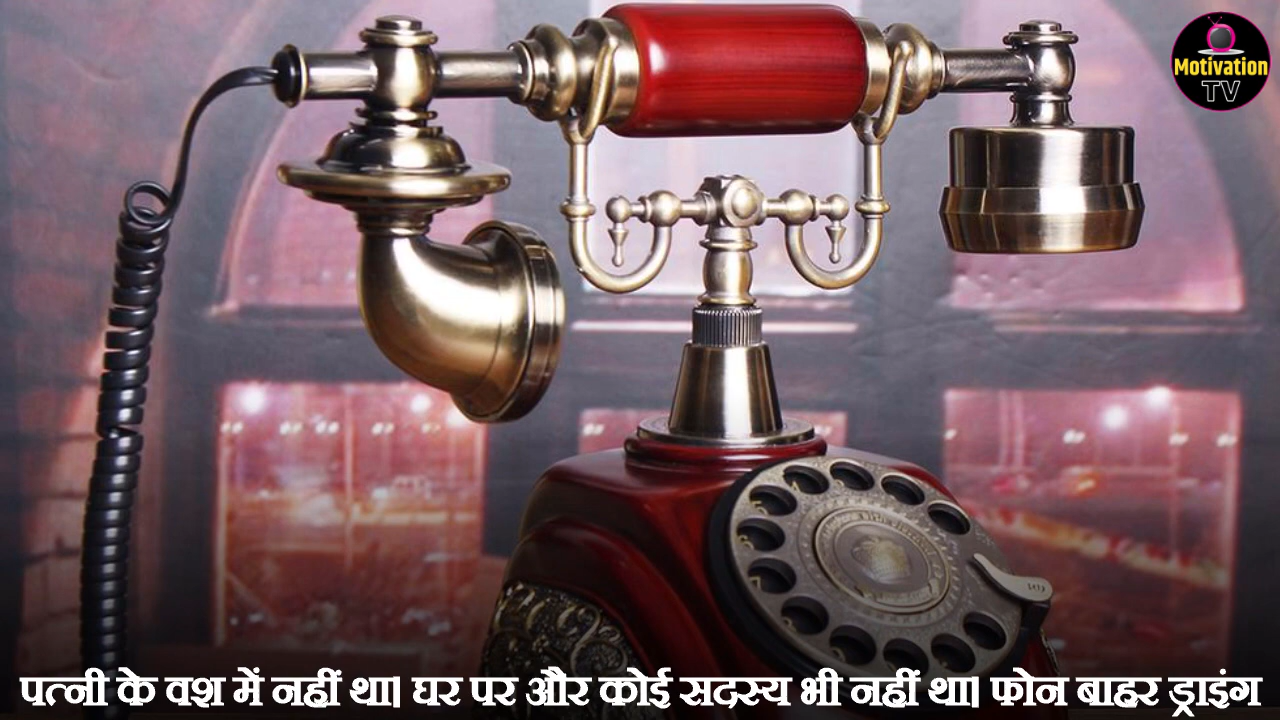 Motivation
TV
पत्नी के वश में नहीं था। घर पर और कोई सदस्य भी नहीं था। फोन बाहर ड्राइंग